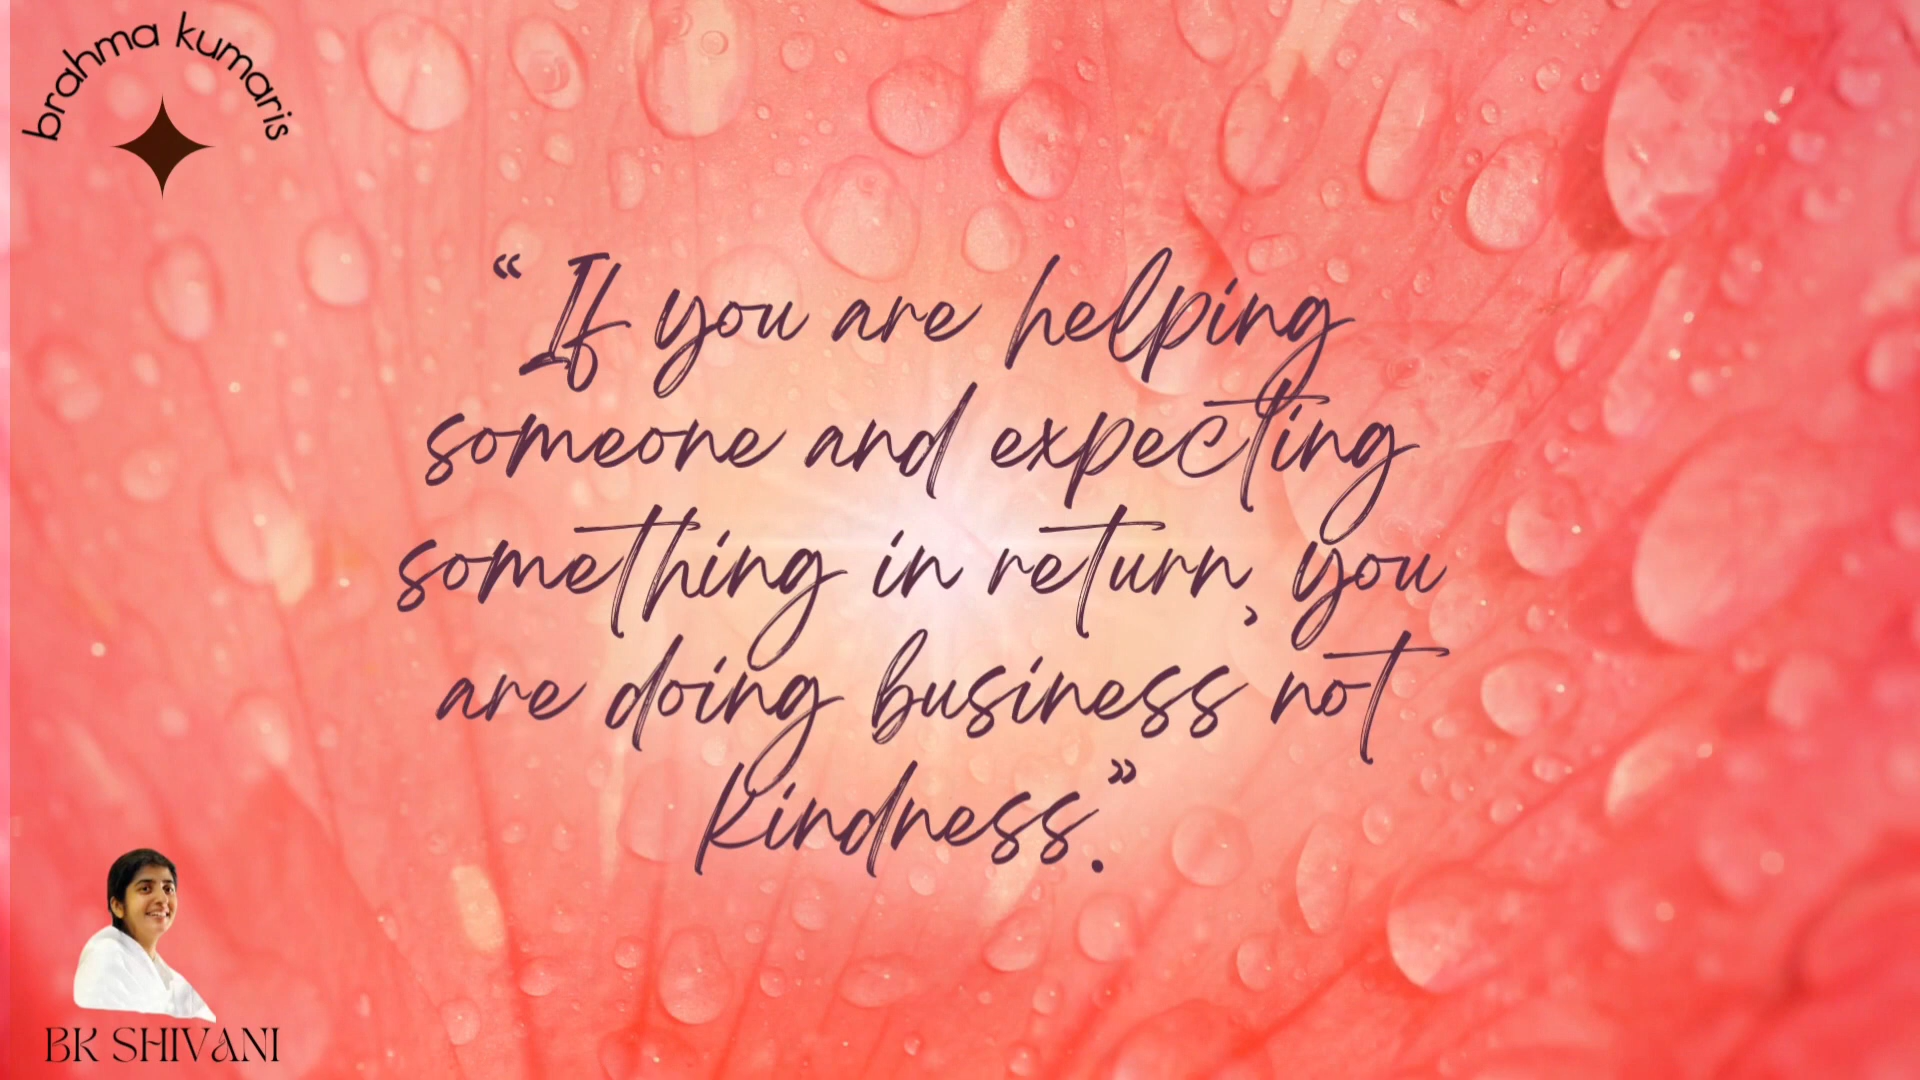 brahma kumaris
“If you are helping
someone and expecting
something in return, you
are doing business not
kindness.”
BK SHIVANI